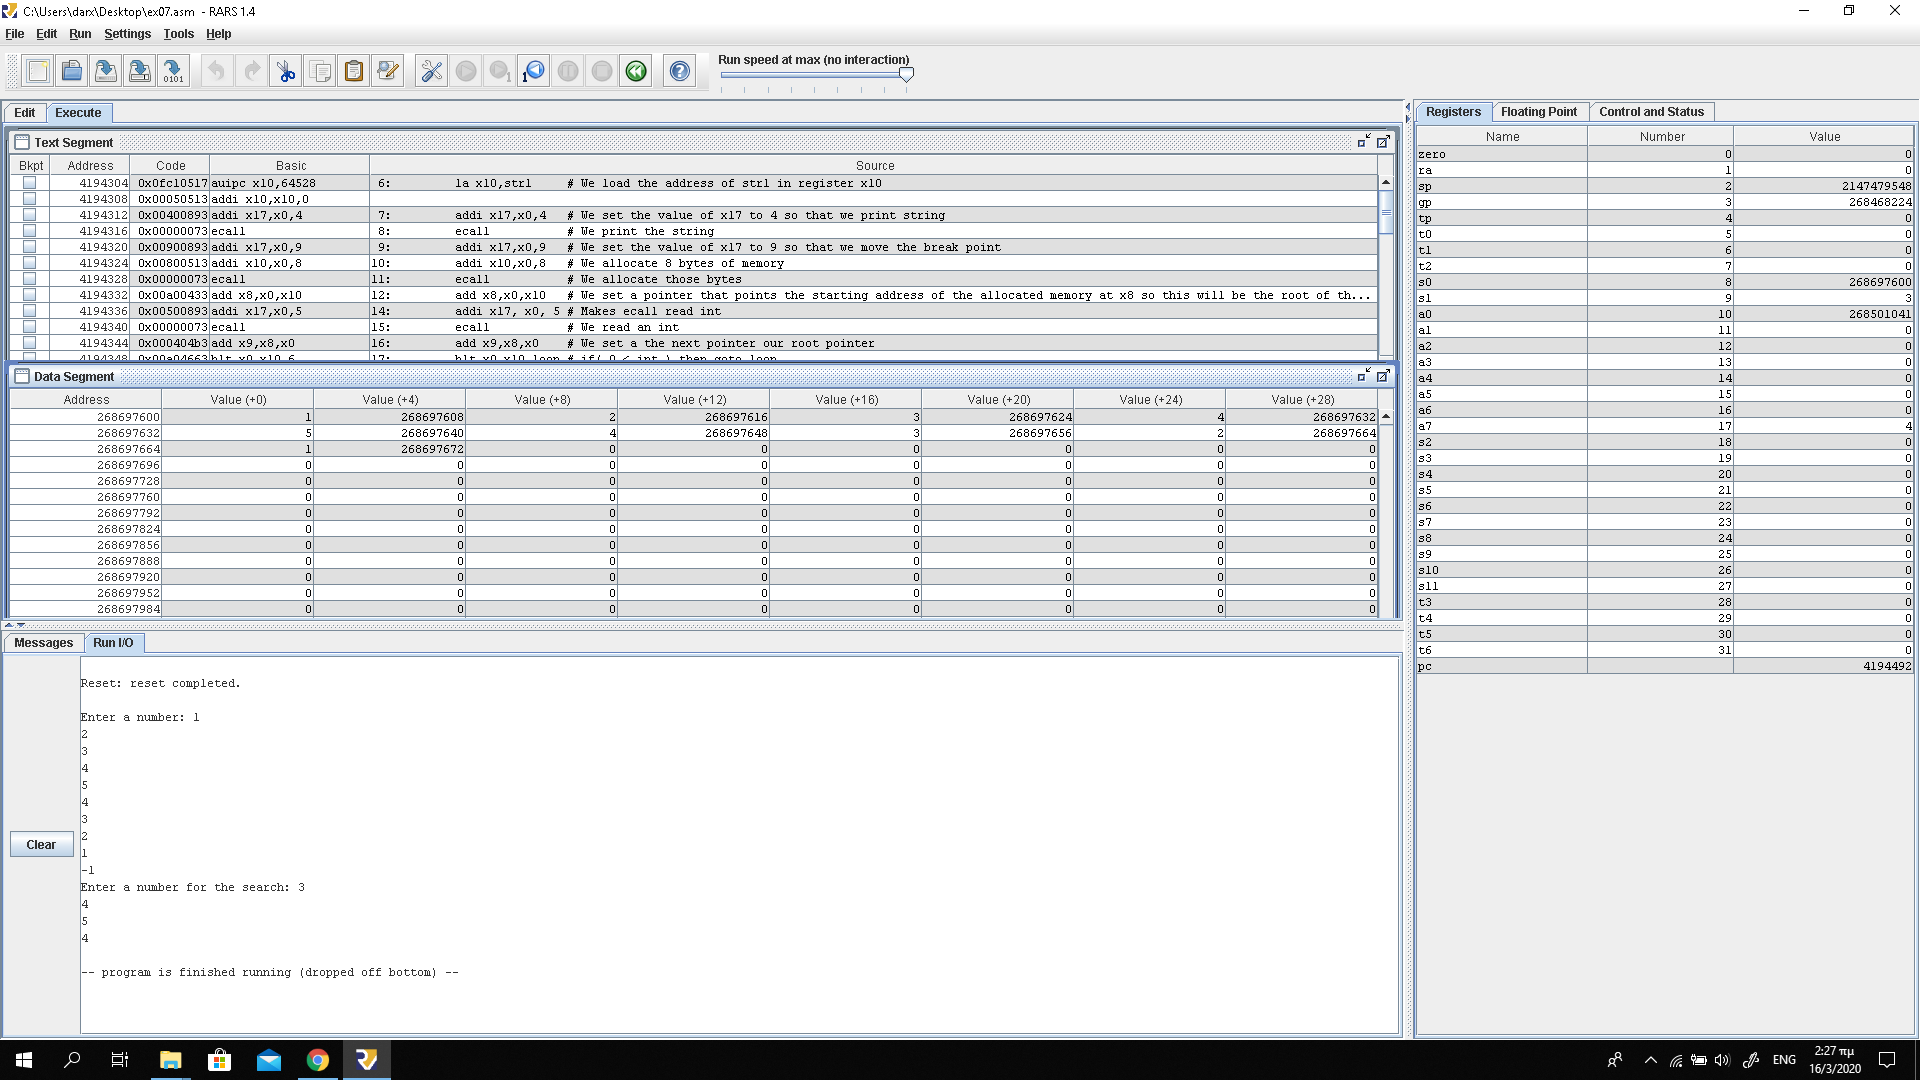 C:\Users\darx\Desktop\ex07.asm - RARS 1.4
File Edit Run Settings Tools Help
Run speed at max (no interaction)
Edit Execute
Text Segment
Bkpt Address Code Basic Source
4194304 0x0fc10517 auipc x10,64528 6: la x10,str1 # We load the address of str1 in register x10
4194308 0x00050513 addi x10,x10,0
4194312 0x00400893 addi x17,x0,4 7: addi x17,x0,4 # We set the value of x17 to 4 so that we print string
4194316 0x00000073 ecall 8: ecall # We print the string
4194320 0x00900893 addi x17,x0,9 9: addi x17,x0,9 # We set the value of x17 to 9 so that we move the break point
4194324 0x00800513 addi x10,x0,8 10: addi x10,x0,8 # We allocate 8 bytes of memory
4194328 0x00000073 ecall 11: ecall # We allocate those bytes
4194332 0x00a00433 add x8,x0,x10 12: add x8,x0,x10 # We set a pointer that points the starting address of the allocated memory at x8 so this will be the root of th...
4194336 0x00500893 addi x17,x0,5 14: addi x17, x0, 5 # Makes ecall read int
4194340 0x00000073 ecall 15: ecall # We read an int
4194344 0x000404b3 add x9,x8,x0 16: add x9,x8,x0 # We set a the next pointer our root pointer
4194348 0x00a04663 blt x0,x10,6 17: blt x0,x10,loop # if( 0 < int ) then goto loop
Data Segment
Address Value (+0) Value (+4) Value (+8) Value (+12) Value (+16) Value (+20) Value (+24) Value (+28)
268697600 1 268697608 2 268697616 3 268697624 4 268697632
268697632 5 268697640 4 268697648 3 268697656 2 268697664
268697664 1 268697672 0 0 0 0 0 0
268697696 0 0 0 0 0 0 0 0
268697728 0 0 0 0 0 0 0 0
268697760 0 0 0 0 0 0 0 0
268697792 0 0 0 0 0 0 0 0
268697824 0 0 0 0 0 0 0 0
268697856 0 0 0 0 0 0 0 0
268697888 0 0 0 0 0 0 0 0
268697920 0 0 0 0 0 0 0 0
268697952 0 0 0 0 0 0 0 0
268697984 0 0 0 0 0 0 0 0
Messages Run I/O
Clear
Reset: reset completed.
Enter a number: 1
2
3
4
5
4
3
2
1
-1
Enter a number for the search: 3
4
5
4
-- program is finished running (dropped off bottom) --
Registers Floating Point Control and Status
Name Number Value
zero 0 0
ra 1 0
sp 2 2147479548
gp 3 268468224
tp 4 0
t0 5 0
t1 6 0
t2 7 0
s0 8 268697600
s1 9 3
a0 10 268501041
a1 11 0
a2 12 0
a3 13 0
a4 14 0
a5 15 0
a6 16 0
a7 17 4
s2 18 0
s3 19 0
s4 20 0
s5 21 0
s6 22 0
s7 23 0
s8 24 0
s9 25 0
s10 26 0
s11 27 0
t3 28 0
t4 29 0
t5 30 0
t6 31 0
pc 4194492
ENG
2:27 πμ
16/3/2020